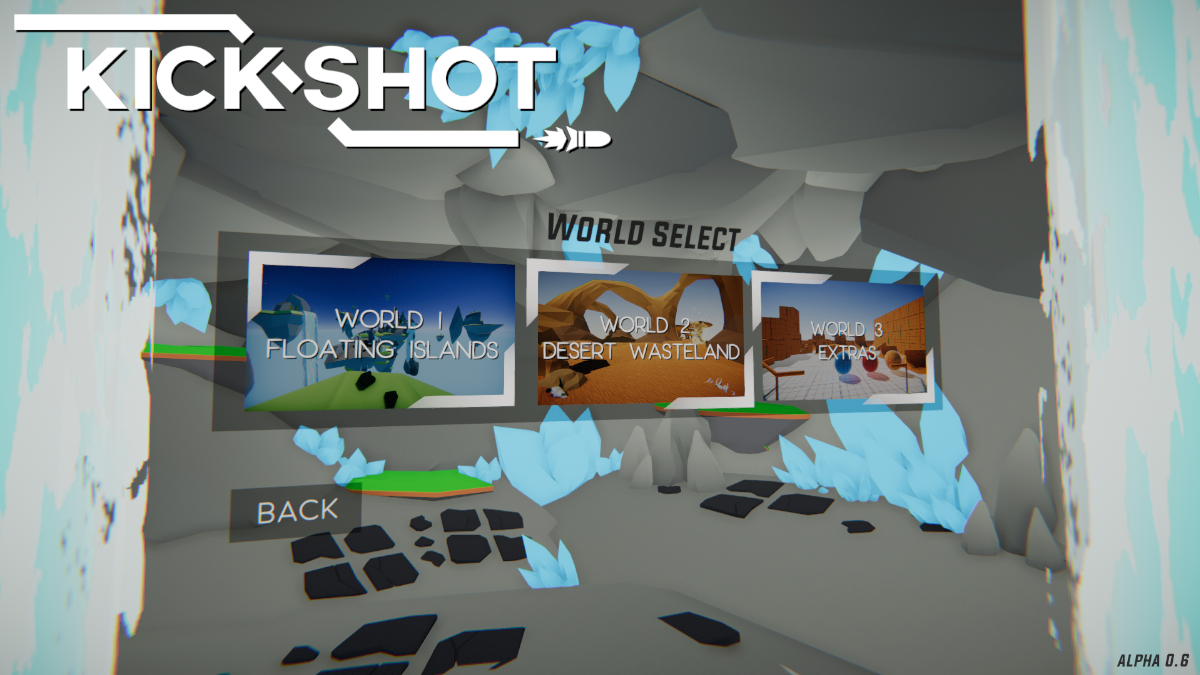 KICK-SHOT
WORLD SELECT
WORLD 1
FLOATING ISLANDS
WORLD 2
DESERT WASTELAND
WORLD 3
EXTRAS
BACK
ALPHA 0.6